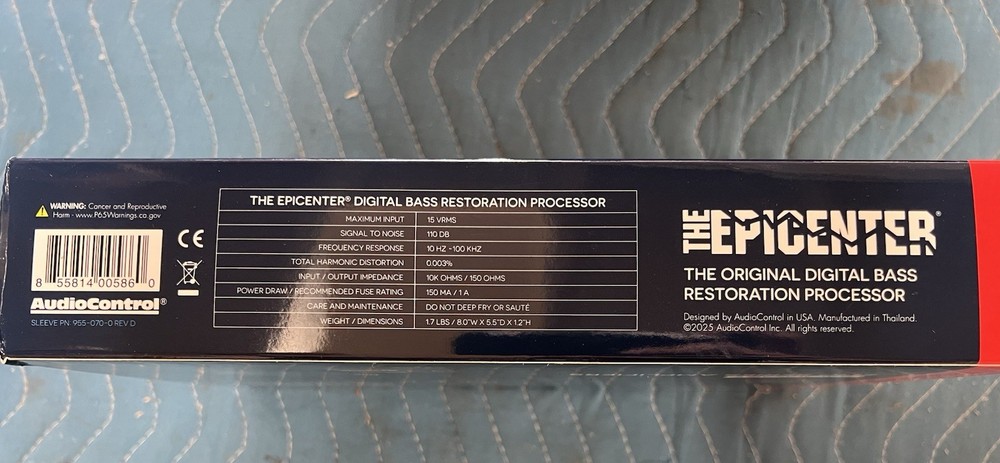 WARNING: Cancer and Reproductive
Harm - www.P65Warnings.ca.gov
8 55814 00586 0
AudioControl®
SLEEVE PN: 955-070-0 REV D
CE
THE EPICENTER® DIGITAL BASS RESTORATION PROCESSOR
MAXIMUM INPUT 15 VRMS
SIGNAL TO NOISE 110 DB
FREQUENCY RESPONSE 10 HZ -100 KHZ
TOTAL HARMONIC DISTORTION 0.003%
INPUT / OUTPUT IMPEDANCE 10K OHMS / 150 OHMS
POWER DRAW / RECOMMENDED FUSE RATING 150 MA / 1 A
CARE AND MAINTENANCE DO NOT DEEP FRY OR SAUTÉ
WEIGHT / DIMENSIONS 1.7 LBS / 8.0"W X 5.5"D X 1.2"H
THE EPICENTER®
THE ORIGINAL DIGITAL BASS
RESTORATION PROCESSOR
Designed by AudioControl in USA. Manufactured in Thailand.
©2025 AudioControl Inc. All rights reserved.